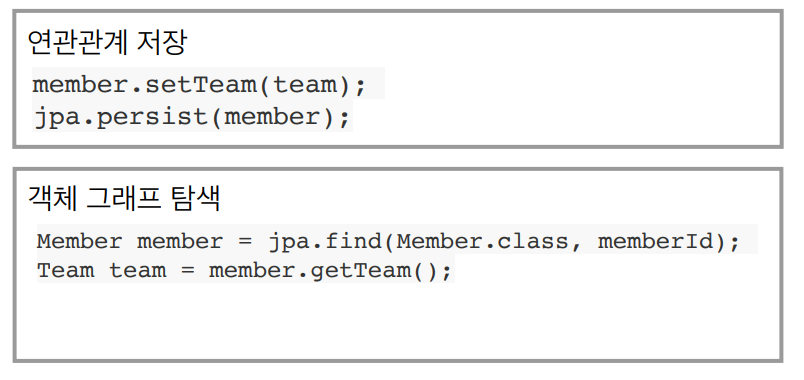 연관관계 저장
member.setTeam(team);
jpa.persist(member);
객체 그래프 탐색
Member member = jpa.find(Member.class, memberId);
Team team = member.getTeam();